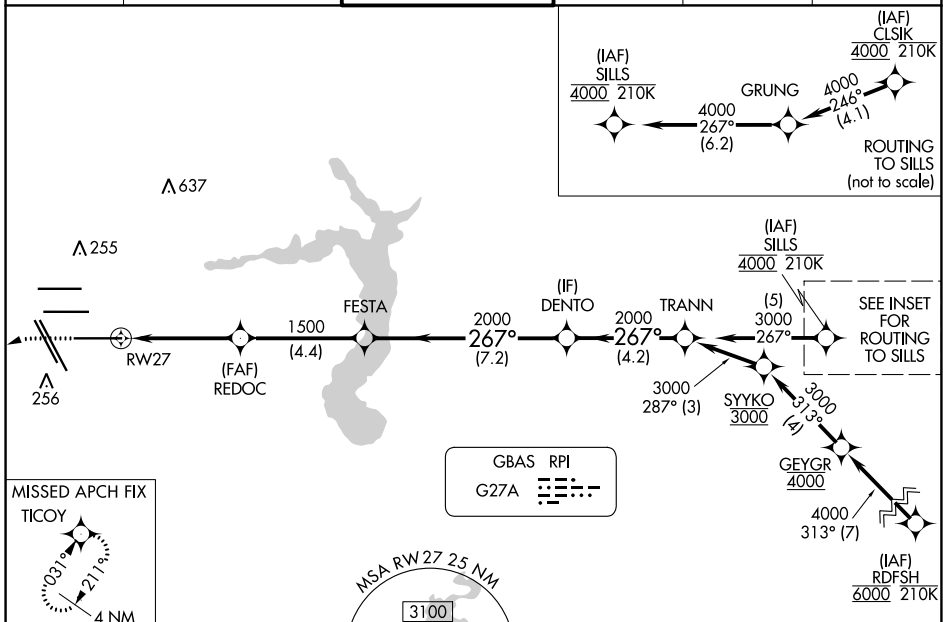 (IAF)
CLSIK
4000 210K
(IAF)
SILLS
4000 210K
GRUNG
4000
246°
(4.1)
4000
267°
(6.2)
ROUTING
TO SILLS
(not to scale)
637
255
(IAF)
SILLS
4000 210K
FESTA
(IF)
DENTO
TRANN
(5)
3000
267°
SEE INSET
FOR
ROUTING
TO SILLS
1500
(4.4)
2000
267°
(7.2)
2000
267°
(4.2)
RW27
(FAF)
REDOC
256
3000
287° (3)
SYYKO
3000
3000
313°
(4)
GEYGR
4000
GBAS RPI
G27A
4000
313° (7)
(IAF)
RDFSH
6000 210K
MISSED APCH FIX
TICOY
031°
211°
4 NM
MSA RW27 25 NM
3100